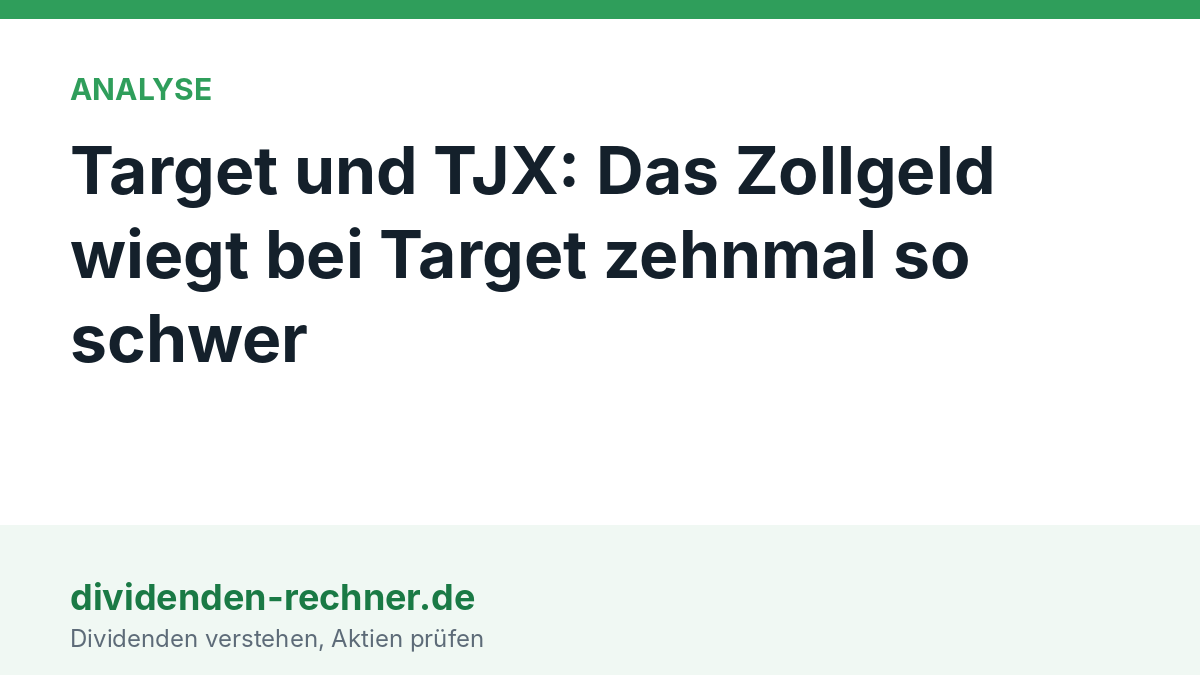 ANALYSE
Target und TJX: Das Zollgeld
wiegt bei Target zehnmal so
schwer
dividenden-rechner.de
Dividenden verstehen, Aktien prüfen